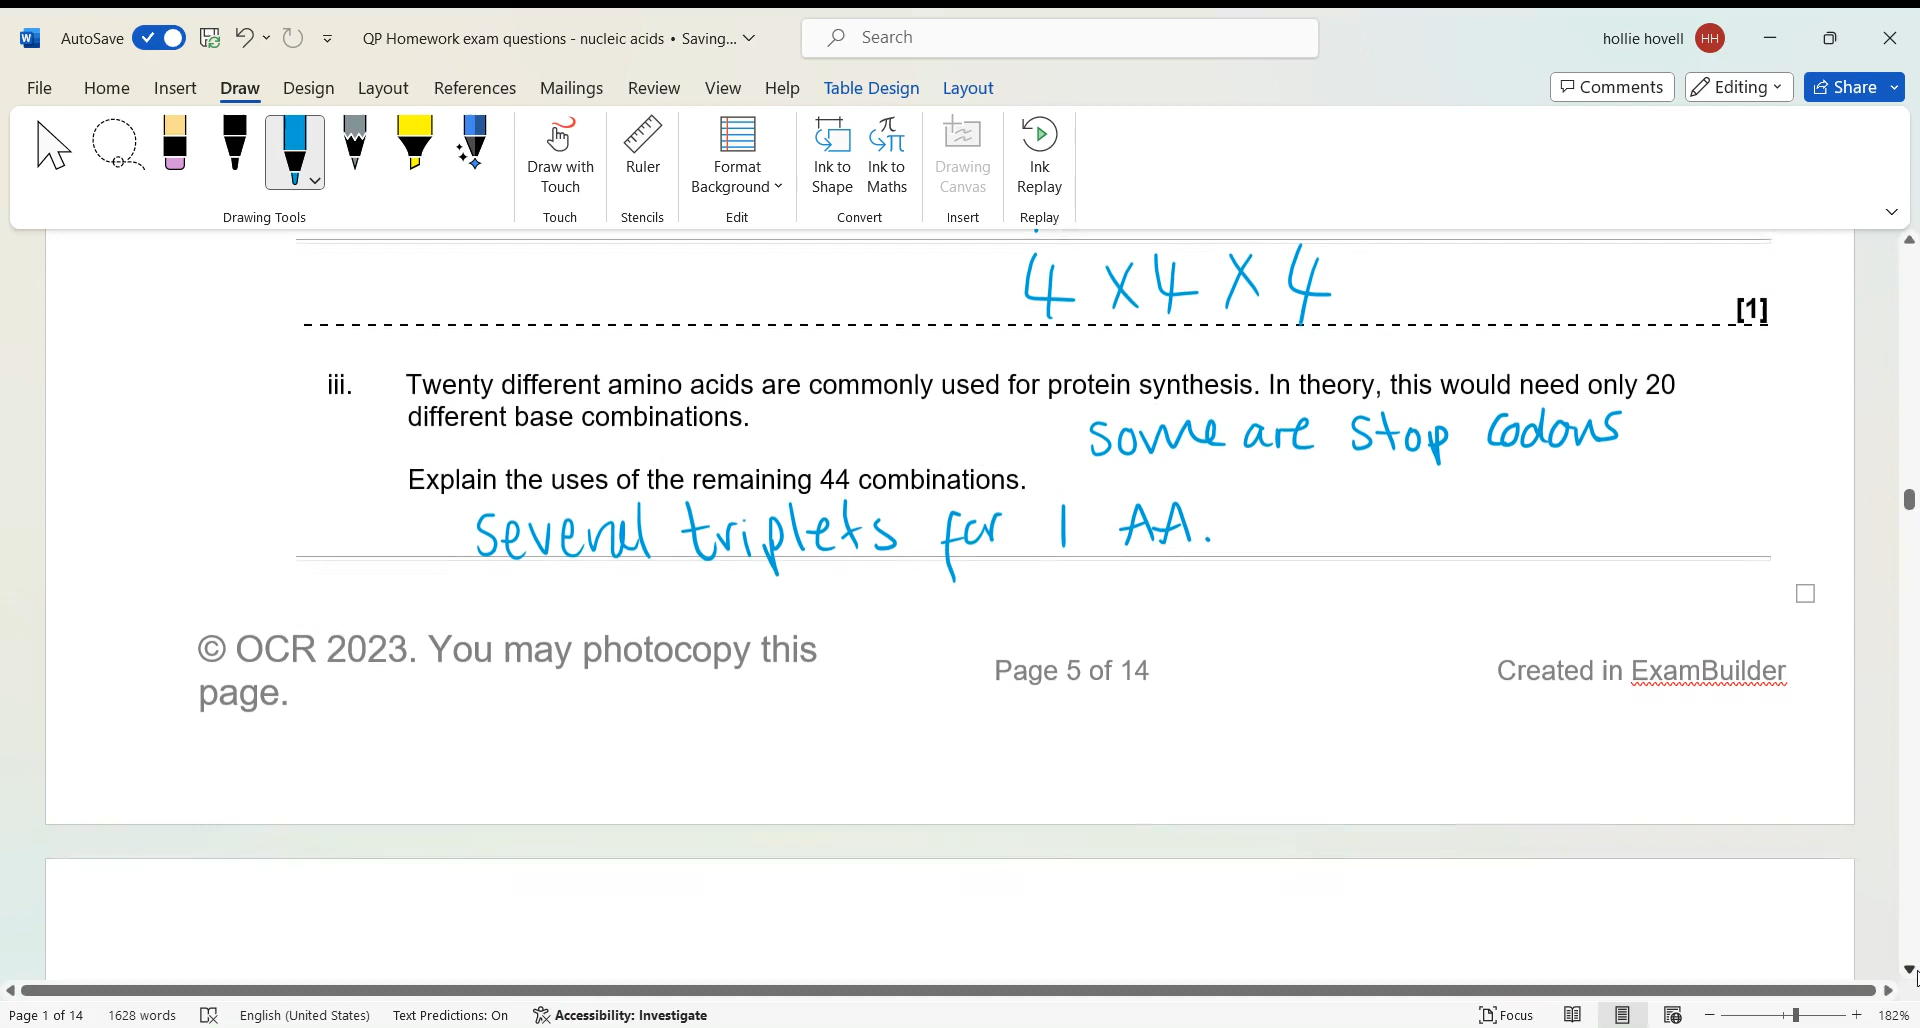 AutoSave
QP Homework exam questions - nucleic acids • Saving...
Search
hollie hovell HH
File Home Insert Draw Design Layout References Mailings Review View Help Table Design Layout
Comments Editing Share
Draw with Touch
Ruler
Format Background
Ink to Shape
Ink to Maths
Drawing Canvas
Ink Replay
Drawing Tools Touch Stencils Edit Convert Insert Replay
4 x 4 x 4
[1]
iii. Twenty different amino acids are commonly used for protein synthesis. In theory, this would need only 20
different base combinations.
some are stop codons
Explain the uses of the remaining 44 combinations.
several triplets for 1 AA.
© OCR 2023. You may photocopy this
page.
Page 5 of 14
Created in ExamBuilder
Page 1 of 14 1628 words English (United States) Text Predictions: On Accessibility: Investigate Focus 182%